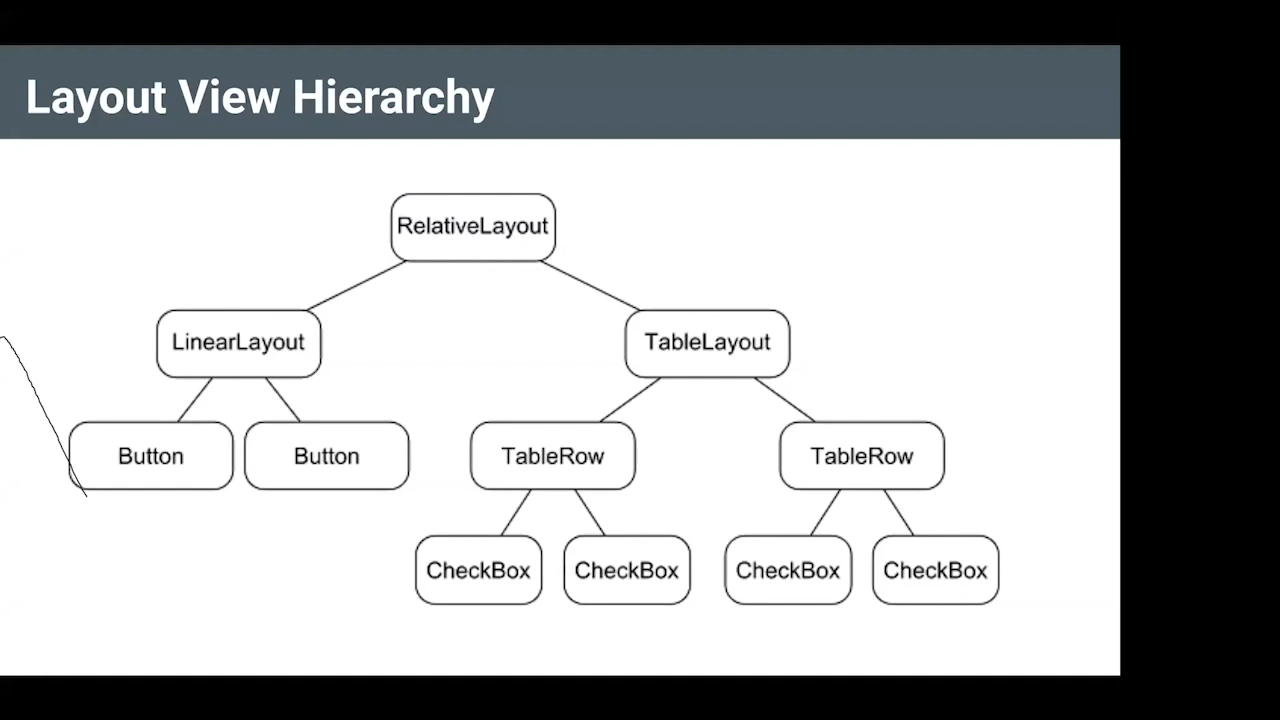 Layout View Hierarchy
RelativeLayout
LinearLayout
TableLayout
Button
Button
TableRow
TableRow
CheckBox
CheckBox
CheckBox
CheckBox